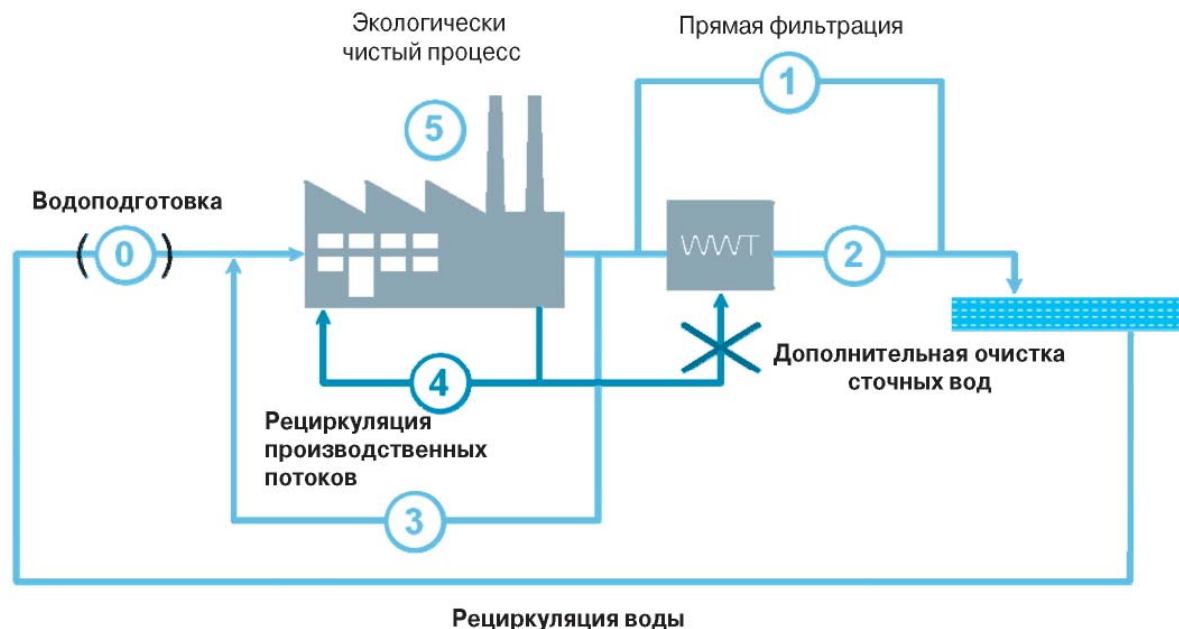 Экологически
чистый процесс
Прямая фильтрация
1
5
Водоподготовка
(0)
WWT
2
Дополнительная очистка
сточных вод
4
Рециркуляция
производственных
потоков
3
Рециркуляция воды